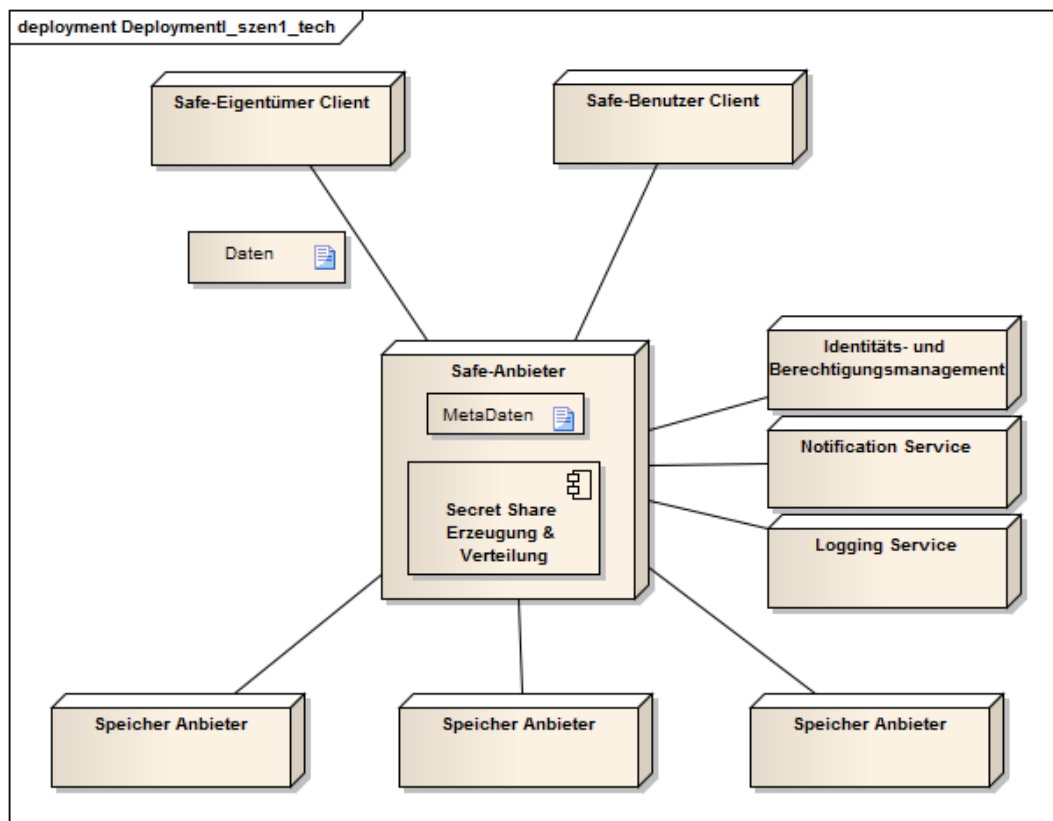 deployment DeploymentI_szen1_tech
Safe-Eigentümer Client
Safe-Benutzer Client
Daten
Safe-Anbieter
MetaDaten
Secret Share
Erzeugung &
Verteilung
Identitäts- und
Berechtigungsmanagement
Notification Service
Logging Service
Speicher Anbieter
Speicher Anbieter
Speicher Anbieter